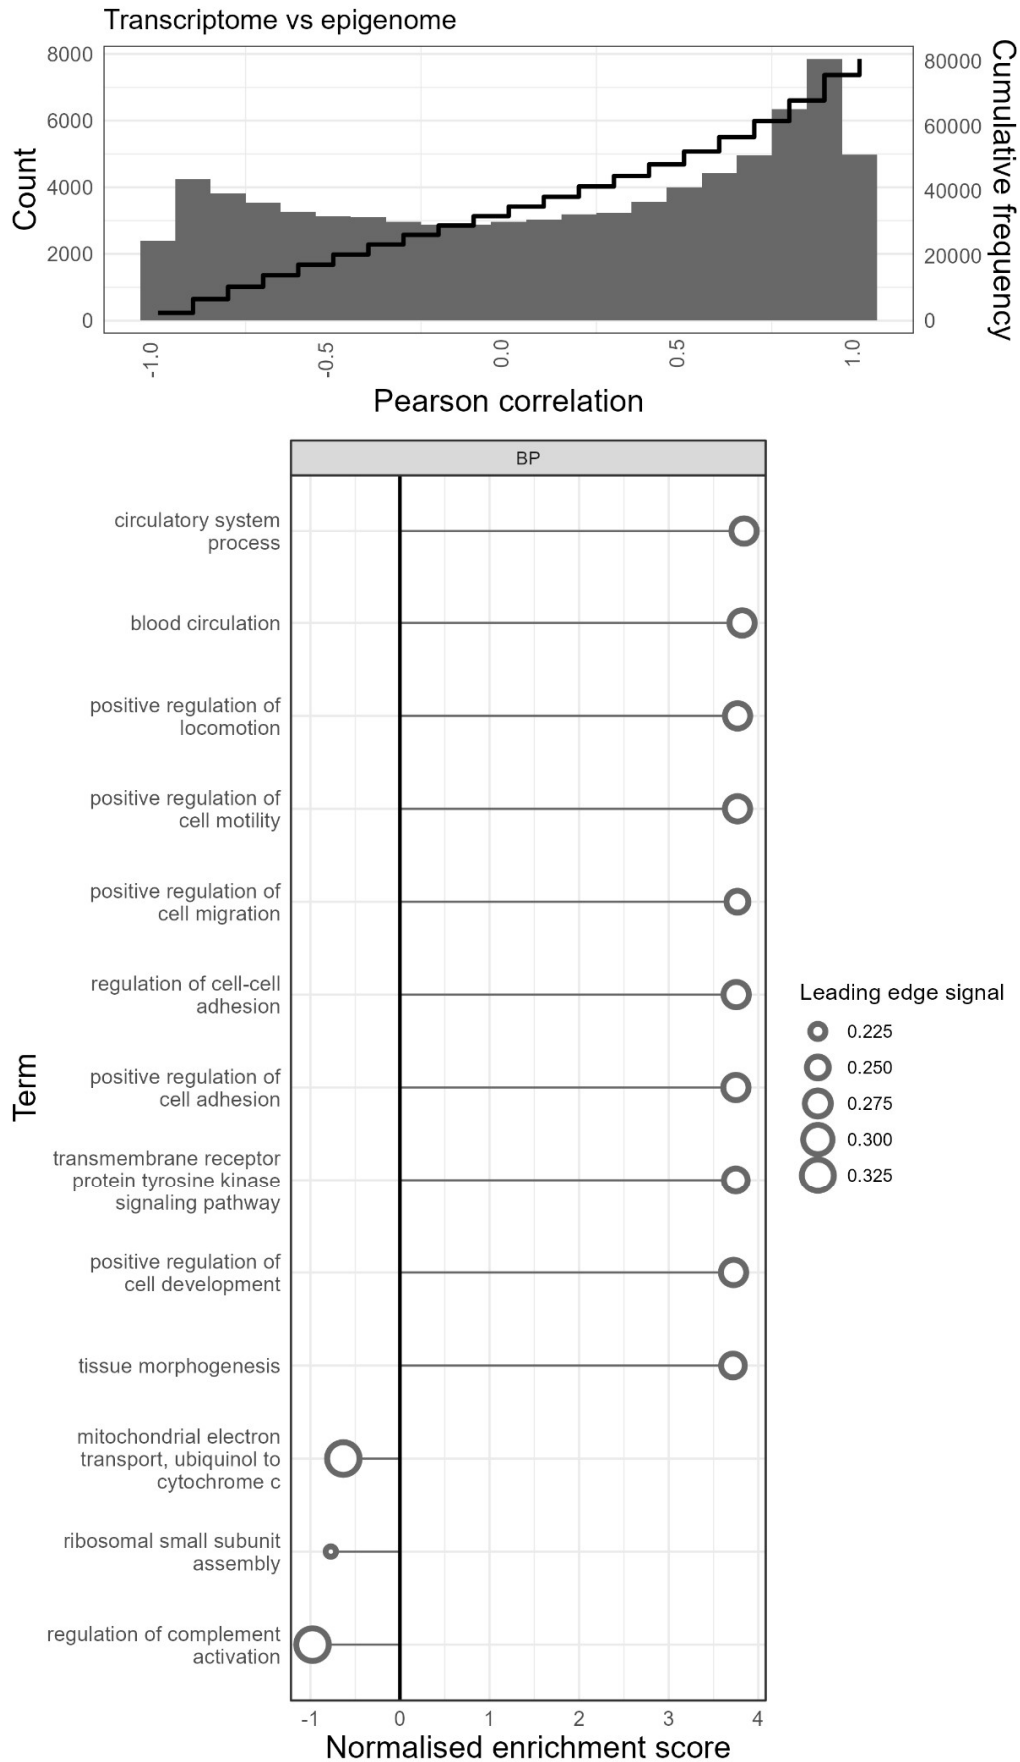 Transcriptome vs epigenome
8000
6000
4000
2000
0
Count
80000
60000
40000
20000
0
Cumulative frequency
-1.0
-0.5
0.0
0.5
1.0
Pearson correlation
BP
circulatory system
process
blood circulation
positive regulation of
locomotion
positive regulation of
cell motility
positive regulation of
cell migration
regulation of cell-cell
adhesion
positive regulation of
cell adhesion
transmembrane receptor
protein tyrosine kinase
signaling pathway
positive regulation of
cell development
tissue morphogenesis
mitochondrial electron
transport, ubiquinol to
cytochrome c
ribosomal small subunit
assembly
regulation of complement
activation
Term
-1
0
1
2
3
4
Normalised enrichment score
Leading edge signal
0.225
0.250
0.275
0.300
0.325